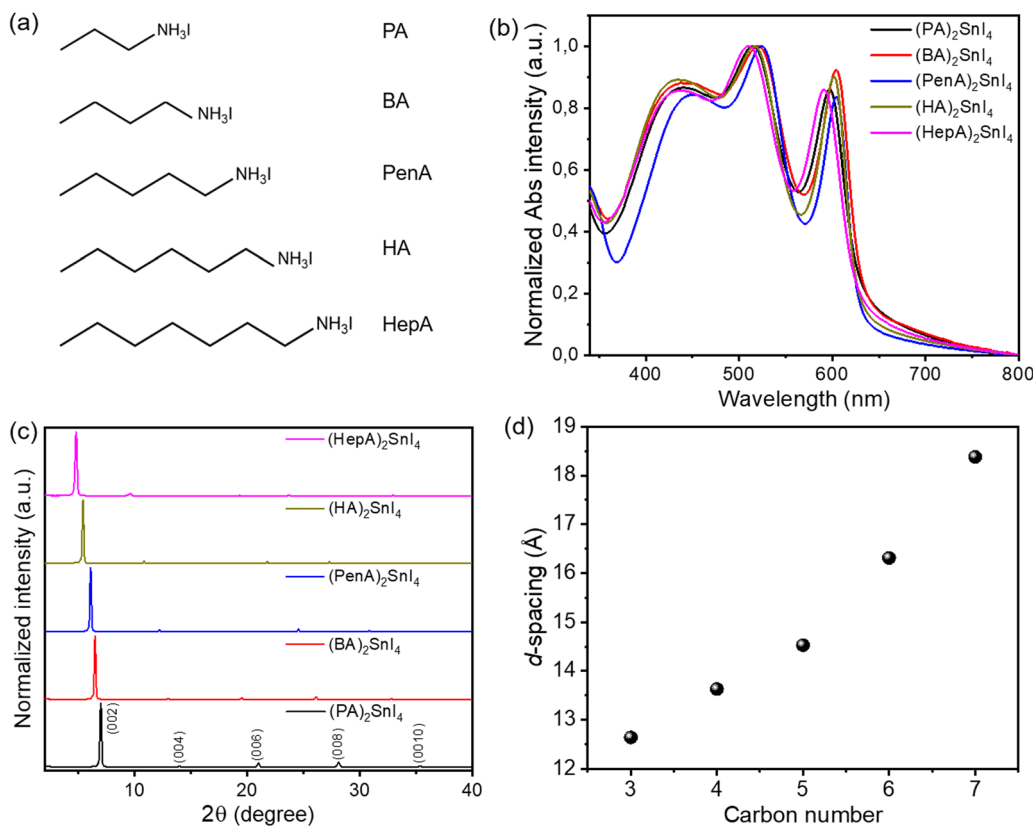 (a)
NH3I
PA
NH3I
BA
NH3I
PenA
NH3I
HA
NH3I
HepA
(b)
Normalized Abs intensity (a.u.)
1,0
0,8
0,6
0,4
0,2
0,0
400
500
600
700
800
Wavelength (nm)
(PA)2SnI4
(BA)2SnI4
(PenA)2SnI4
(HA)2SnI4
(HepA)2SnI4
(c)
Normalized intensity (a.u.)
(HepA)2SnI4
(HA)2SnI4
(PenA)2SnI4
(BA)2SnI4
(PA)2SnI4
(002)
(004)
(006)
(008)
(0010)
10
20
30
40
2θ (degree)
(d)
d-spacing (Å)
19
18
17
16
15
14
13
12
3
4
5
6
7
Carbon number